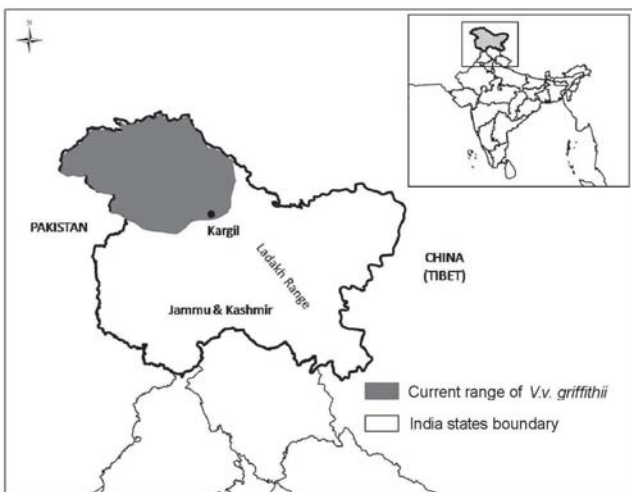 N
PAKISTAN
Kargil
Ladakh Range
CHINA
(TIBET)
Jammu & Kashmir
Current range of V.v. griffithii
India states boundary